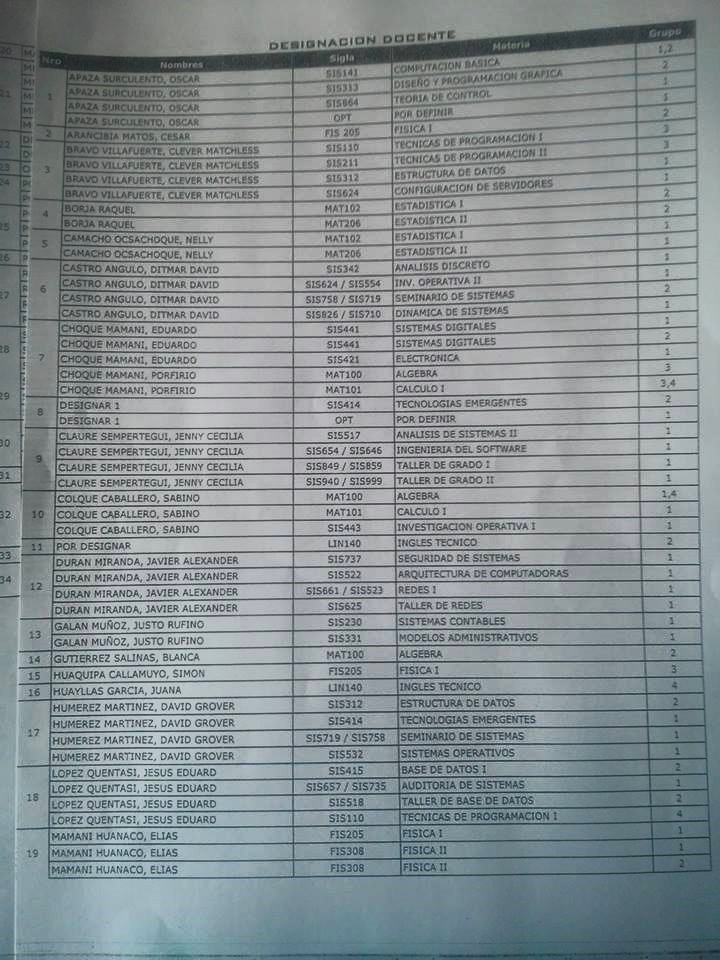 DESIGNACION DOCENTE
Nro Nombres Sigla Materia Grupo
1 APAZA SURCULENTO, OSCAR SIS141 COMPUTACION BASICA 1,2
APAZA SURCULENTO, OSCAR SIS313 DISEÑO Y PROGRAMACION GRAFICA 2
APAZA SURCULENTO, OSCAR SIS664 TEORIA DE CONTROL 1
APAZA SURCULENTO, OSCAR OPT POR DEFINIR 1
2 ARANCIBIA MATOS, CESAR FIS 205 FISICA I 2
3 BRAVO VILLAFUERTE, CLEVER MATCHLESS SIS110 TECNICAS DE PROGRAMACION I 3
BRAVO VILLAFUERTE, CLEVER MATCHLESS SIS211 TECNICAS DE PROGRAMACION II 3
BRAVO VILLAFUERTE, CLEVER MATCHLESS SIS312 ESTRUCTURA DE DATOS 1
BRAVO VILLAFUERTE, CLEVER MATCHLESS SIS624 CONFIGURACION DE SERVIDORES 1
4 BORJA RAQUEL MAT102 ESTADISTICA I 2
BORJA RAQUEL MAT206 ESTADISTICA II 2
5 CAMACHO OCSACHOQUE, NELLY MAT102 ESTADISTICA I 1
CAMACHO OCSACHOQUE, NELLY MAT206 ESTADISTICA II 1
6 CASTRO ANGULO, DITMAR DAVID SIS342 ANALISIS DISCRETO 1
CASTRO ANGULO, DITMAR DAVID SIS624 / SIS554 INV. OPERATIVA II 1
CASTRO ANGULO, DITMAR DAVID SIS758 / SIS719 SEMINARIO DE SISTEMAS 2
CASTRO ANGULO, DITMAR DAVID SIS826 / SIS710 DINAMICA DE SISTEMAS 1
7 CHOQUE MAMANI, EDUARDO SIS441 SISTEMAS DIGITALES 1
CHOQUE MAMANI, EDUARDO SIS441 SISTEMAS DIGITALES 2
CHOQUE MAMANI, EDUARDO SIS421 ELECTRONICA 1
CHOQUE MAMANI, PORFIRIO MAT100 ALGEBRA 3
CHOQUE MAMANI, PORFIRIO MAT101 CALCULO I 3,4
8 DESIGNAR 1 SIS414 TECNOLOGIAS EMERGENTES 2
DESIGNAR 1 OPT POR DEFINIR 1
9 CLAURE SEMPERTEGUI, JENNY CECILIA SIS517 ANALISIS DE SISTEMAS II 1
CLAURE SEMPERTEGUI, JENNY CECILIA SIS654 / SIS646 INGENIERIA DEL SOFTWARE 1
CLAURE SEMPERTEGUI, JENNY CECILIA SIS849 / SIS859 TALLER DE GRADO I 1
CLAURE SEMPERTEGUI, JENNY CECILIA SIS940 / SIS999 TALLER DE GRADO II 1
10 COLQUE CABALLERO, SABINO MAT100 ALGEBRA 1,4
COLQUE CABALLERO, SABINO MAT101 CALCULO I 1
COLQUE CABALLERO, SABINO SIS443 INVESTIGACION OPERATIVA I 1
11 POR DESIGNAR LIN140 INGLES TECNICO 2
12 DURAN MIRANDA, JAVIER ALEXANDER SIS737 SEGURIDAD DE SISTEMAS 1
DURAN MIRANDA, JAVIER ALEXANDER SIS522 ARQUITECTURA DE COMPUTADORAS 1
DURAN MIRANDA, JAVIER ALEXANDER SIS661 / SIS523 REDES I 1
DURAN MIRANDA, JAVIER ALEXANDER SIS625 TALLER DE REDES 1
13 GALAN MUÑOZ, JUSTO RUFINO SIS230 SISTEMAS CONTABLES 1
GALAN MUÑOZ, JUSTO RUFINO SIS331 MODELOS ADMINISTRATIVOS 1
14 GUTIERREZ SALINAS, BLANCA MAT100 ALGEBRA 2
15 HUAQUIPA CALLAMUYO, SIMON FIS205 FISICA I 3
16 HUAYLLAS GARCIA, JUANA LIN140 INGLES TECNICO 4
17 HUMEREZ MARTINEZ, DAVID GROVER SIS312 ESTRUCTURA DE DATOS 2
HUMEREZ MARTINEZ, DAVID GROVER SIS414 TECNOLOGIAS EMERGENTES 1
HUMEREZ MARTINEZ, DAVID GROVER SIS719 / SIS758 SEMINARIO DE SISTEMAS 1
HUMEREZ MARTINEZ, DAVID GROVER SIS532 SISTEMAS OPERATIVOS 1
18 LOPEZ QUENTASI, JESUS EDUARD SIS415 BASE DE DATOS I 2
LOPEZ QUENTASI, JESUS EDUARD SIS657 / SIS735 AUDITORIA DE SISTEMAS 1
LOPEZ QUENTASI, JESUS EDUARD SIS518 TALLER DE BASE DE DATOS 2
LOPEZ QUENTASI, JESUS EDUARD SIS110 TECNICAS DE PROGRAMACION I 4
19 MAMANI HUANACO, ELIAS FIS205 FISICA I 1
MAMANI HUANACO, ELIAS FIS308 FISICA II 1
MAMANI HUANACO, ELIAS FIS308 FISICA II 2